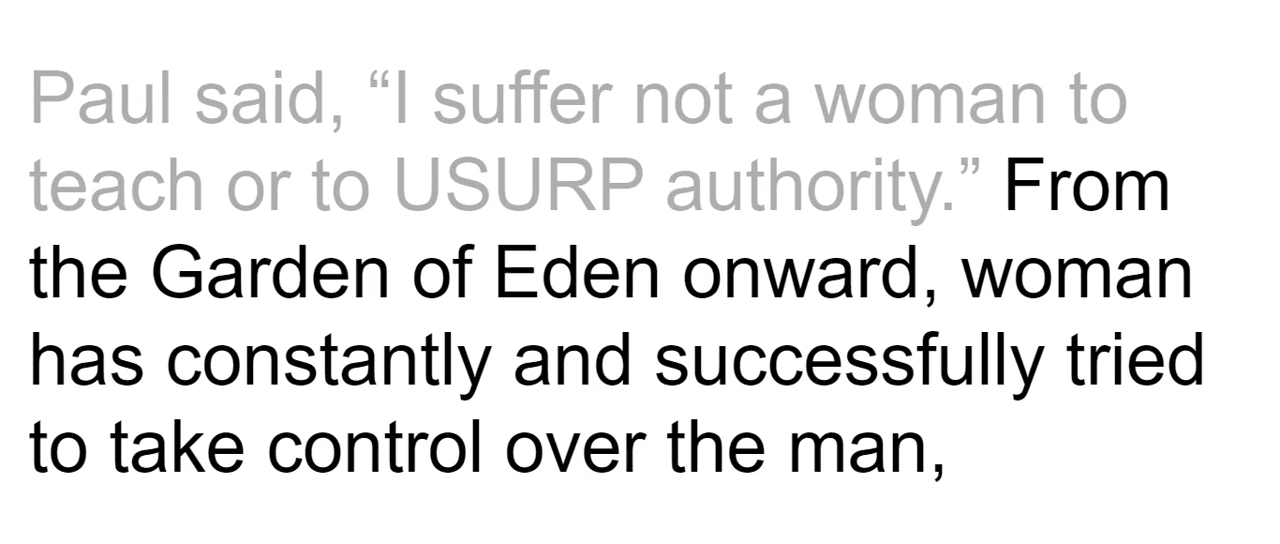 Paul said, “I suffer not a woman to
teach or to USURP authority.” From
the Garden of Eden onward, woman
has constantly and successfully tried
to take control over the man,